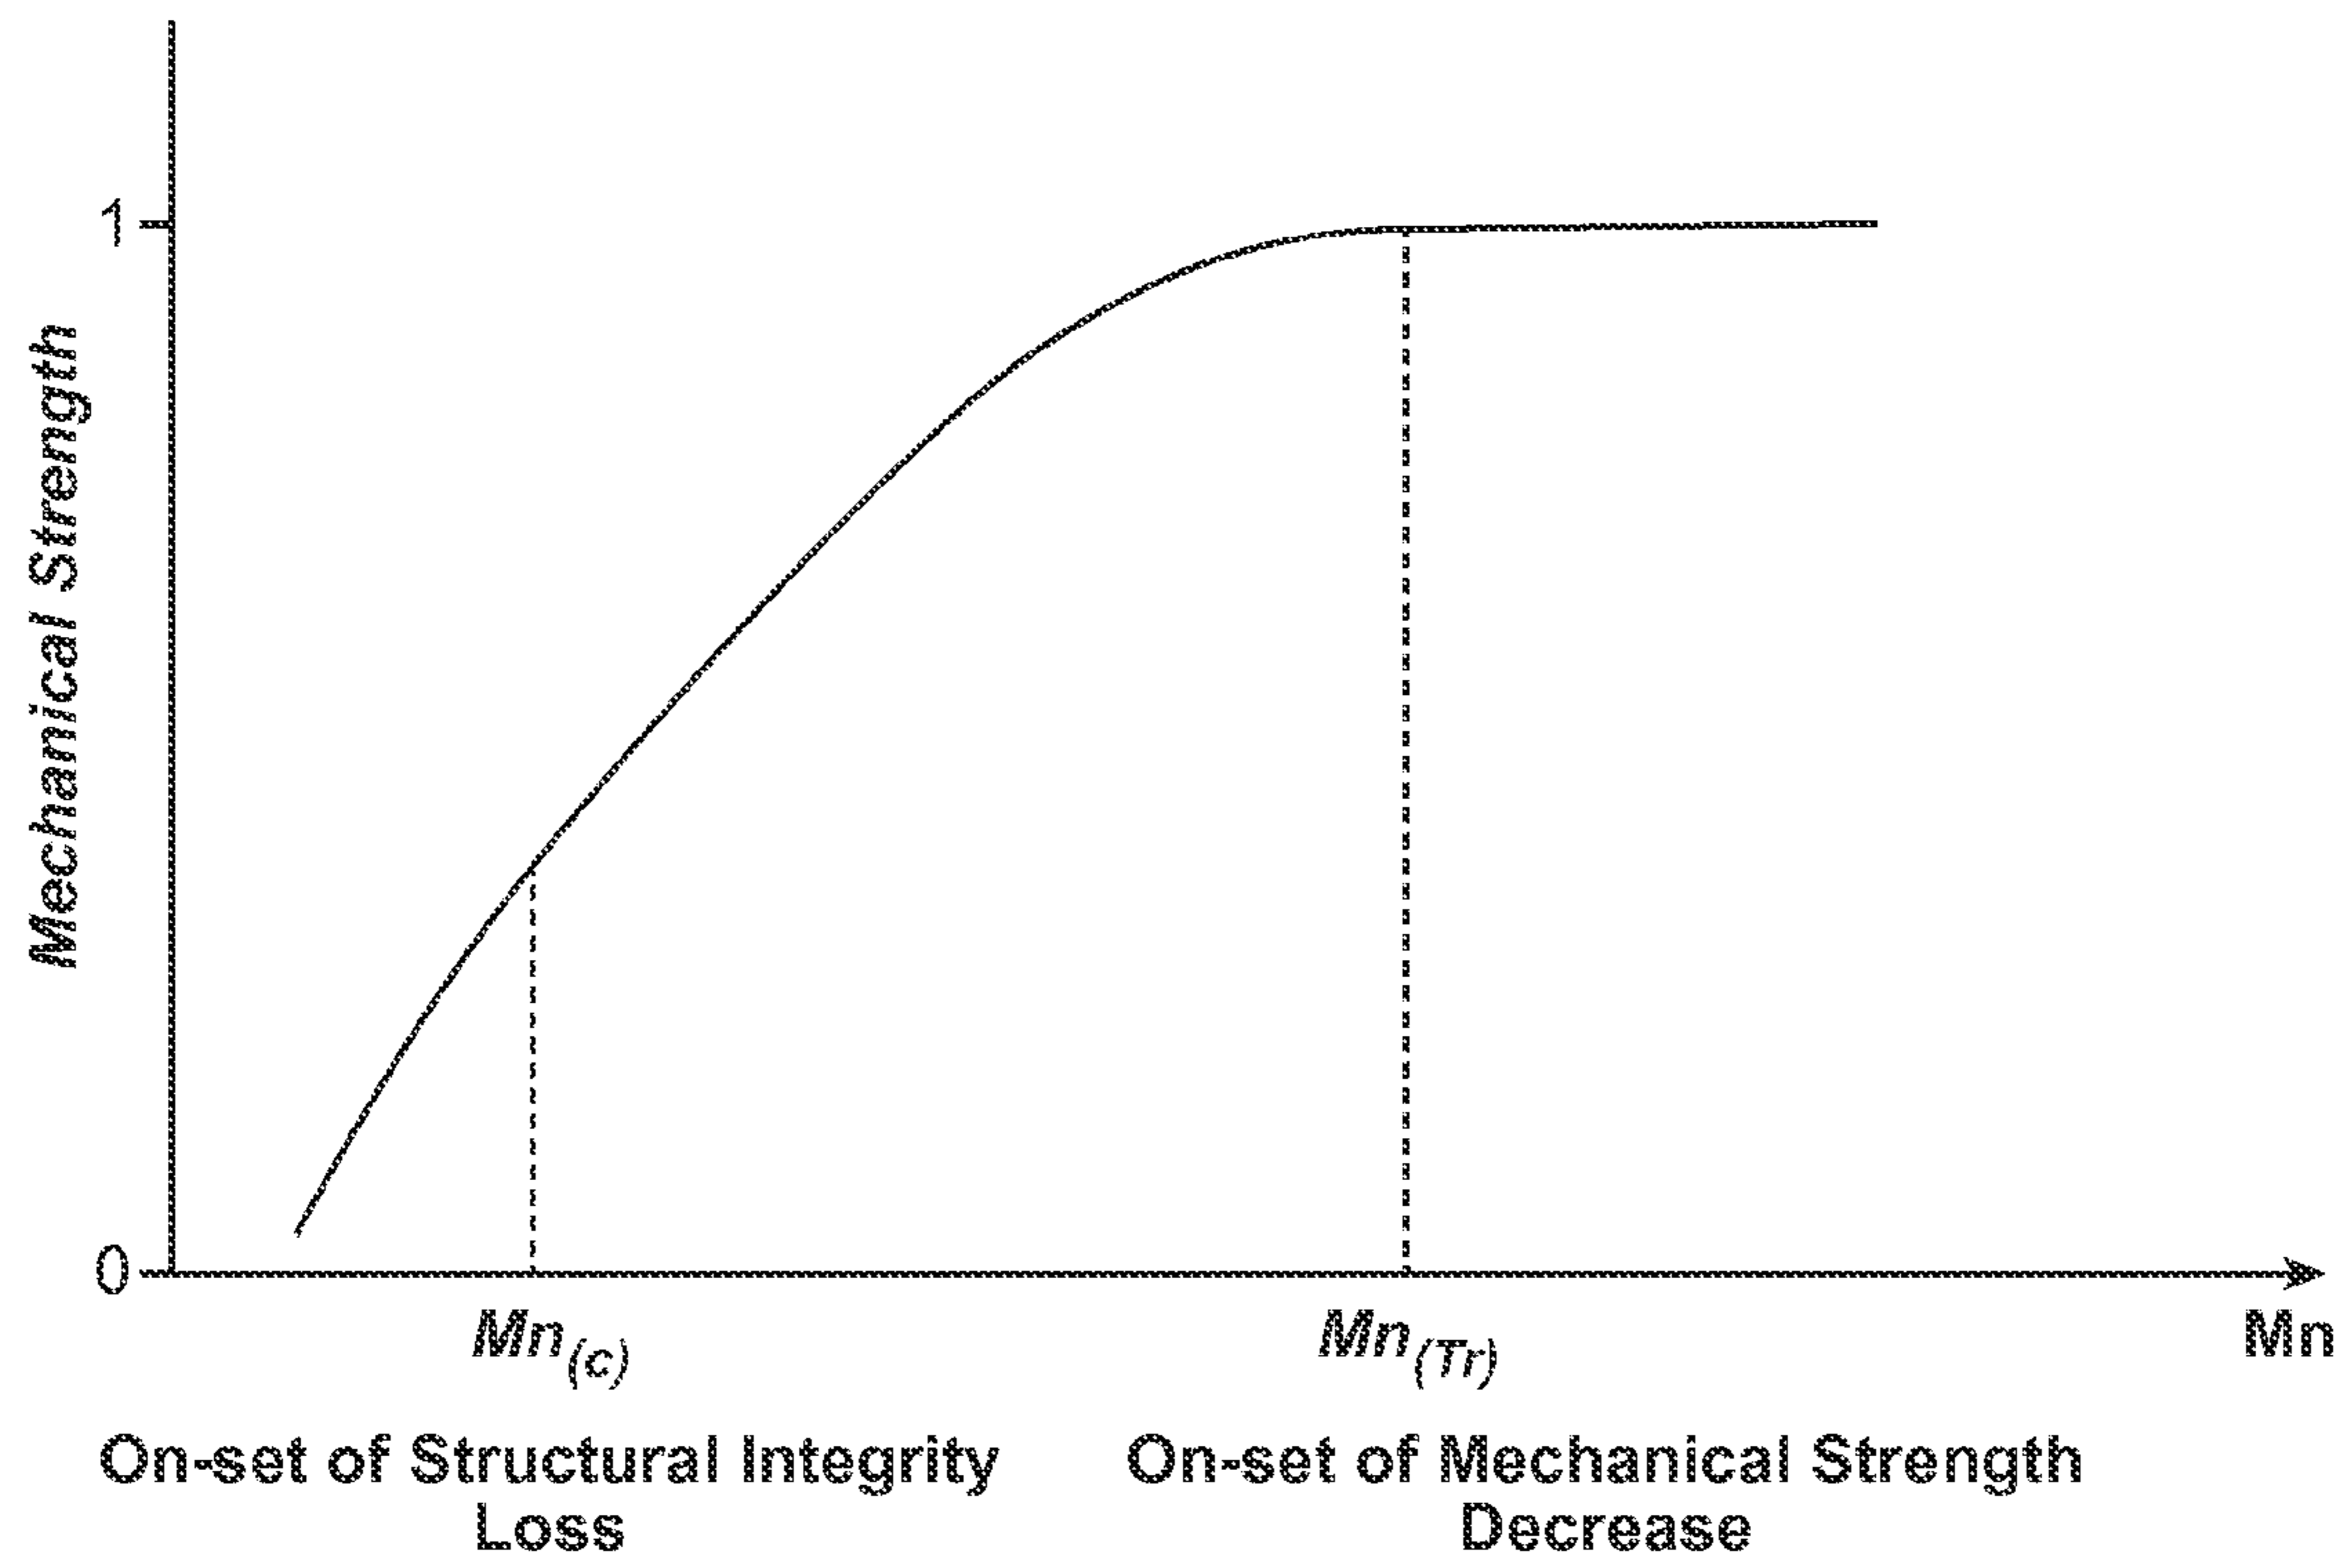 1
Mechanical Strength
0
Mn(c)
Mn(Tr)
Mn
On-set of Structural Integrity
Loss
On-set of Mechanical Strength
Decrease